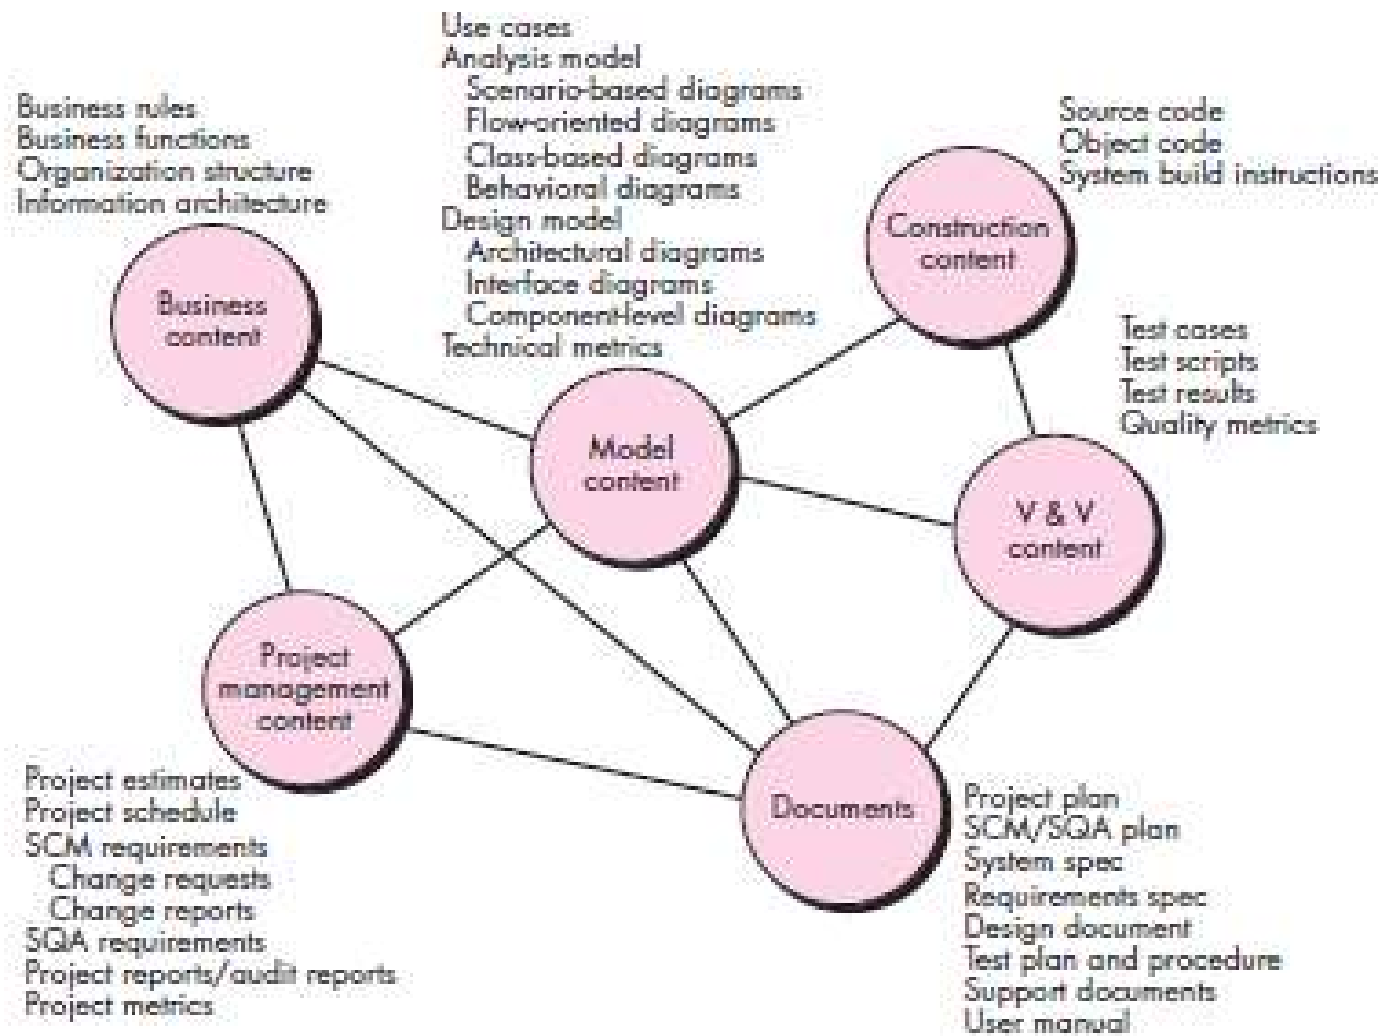 Use cases
Analysis model
Scenario-based diagrams
Flow-oriented diagrams
Class-based diagrams
Behavioral diagrams
Design model
Architectural diagrams
Interface diagrams
Component-level diagrams
Technical metrics
Business rules
Business functions
Organization structure
Information architecture
Source code
Object code
System build instructions
Construction
content
Business
content
Test cases
Test scripts
Test results
Quality metrics
Model
content
V & V
content
Project
management
content
Documents
Project estimates
Project schedule
SCM requirements
Change requests
Change reports
SQA requirements
Project reports/audit reports
Project metrics
Project plan
SCM/SQA plan
System spec
Requirements spec
Design document
Test plan and procedure
Support documents
User manual